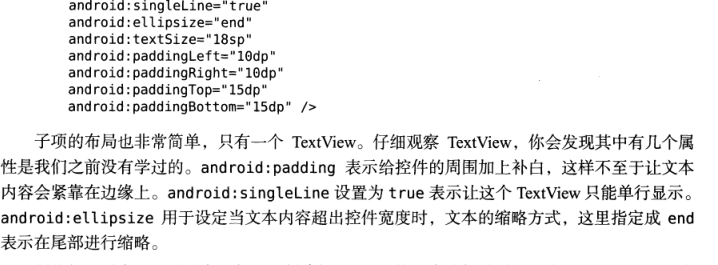 android:singleLine="true"
android:ellipsize="end"
android:textSize="18sp"
android:paddingLeft="10dp"
android:paddingRight="10dp"
android:paddingTop="15dp"
android:paddingBottom="15dp" />
子项的布局也非常简单，只有一个 TextView。仔细观察 TextView，你会发现其中有几个属
性是我们之前没有学过的。android:padding 表示给控件的周围加上补白，这样不至于让文本
内容会紧靠在边缘上。android:singleLine 设置为 true 表示让这个 TextView 只能单行显示。
android:ellipsize 用于设定当文本内容超出控件宽度时，文本的缩略方式，这里指定成 end
表示在尾部进行缩略。